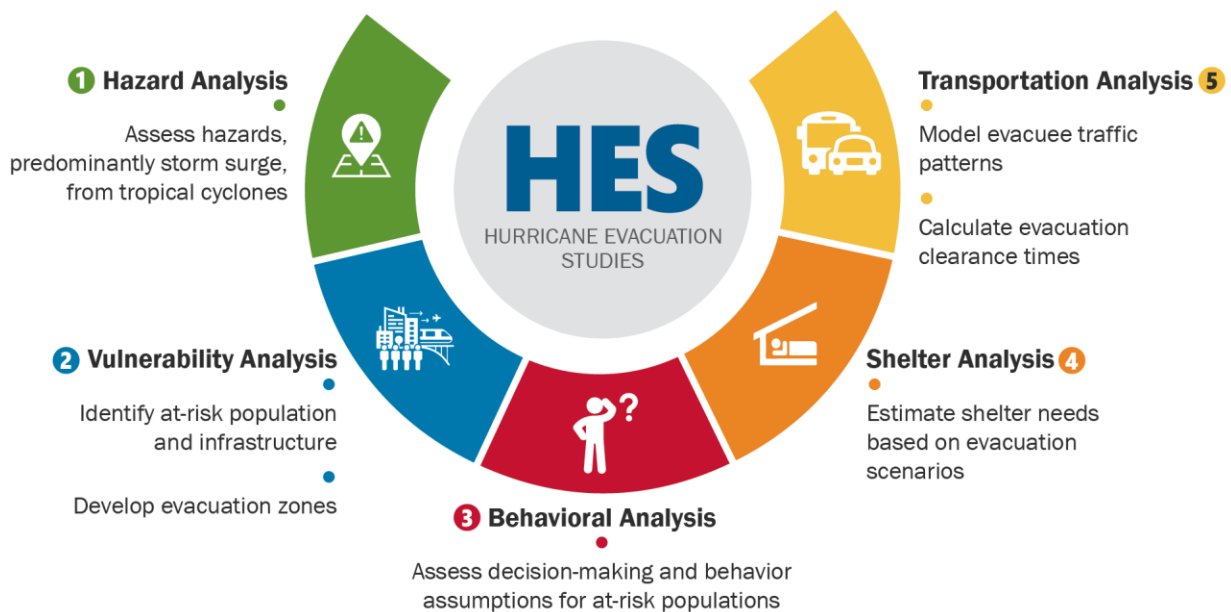 HES
HURRICANE EVACUATION
STUDIES
1 Hazard Analysis
Assess hazards,
predominantly storm surge,
from tropical cyclones
2 Vulnerability Analysis
Identify at-risk population
and infrastructure
Develop evacuation zones
?
3 Behavioral Analysis
Assess decision-making and behavior
assumptions for at-risk populations
Shelter Analysis 4
Estimate shelter needs
based on evacuation
scenarios
Transportation Analysis 5
Model evacuee traffic
patterns
Calculate evacuation
clearance times